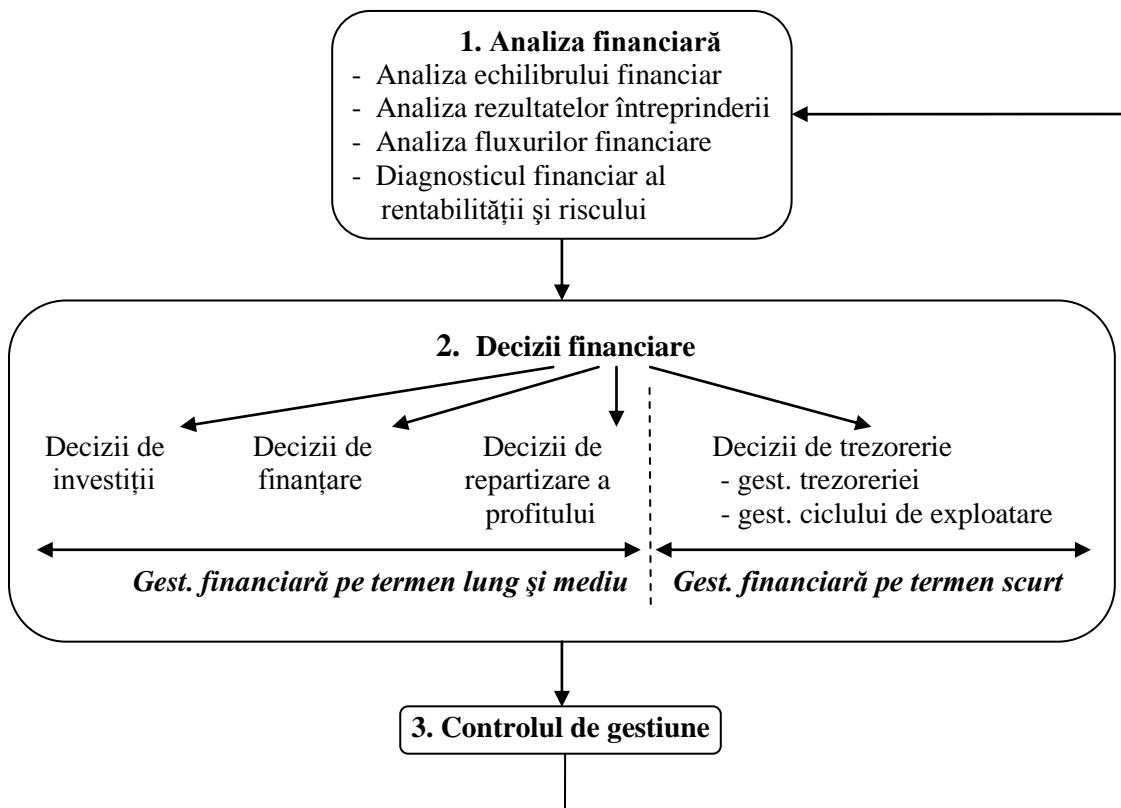 1. Analiza financiară
- Analiza echilibrului financiar
- Analiza rezultatelor întreprinderii
- Analiza fluxurilor financiare
- Diagnosticul financiar al
rentabilității şi riscului
2. Decizii financiare
Decizii de
investiții
Decizii de
finanțare
Decizii de
repartizare a
profitului
Decizii de trezorerie
- gest. trezoreriei
- gest. ciclului de exploatare
Gest. financiară pe termen lung şi mediu
Gest. financiară pe termen scurt
3. Controlul de gestiune